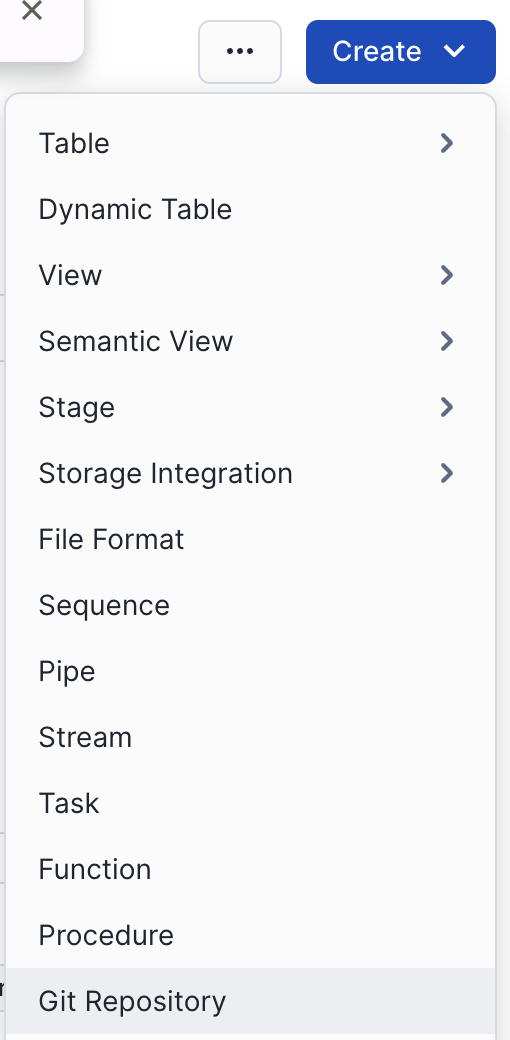 Create
Table
Dynamic Table
View
Semantic View
Stage
Storage Integration
File Format
Sequence
Pipe
Stream
Task
Function
Procedure
Git Repository